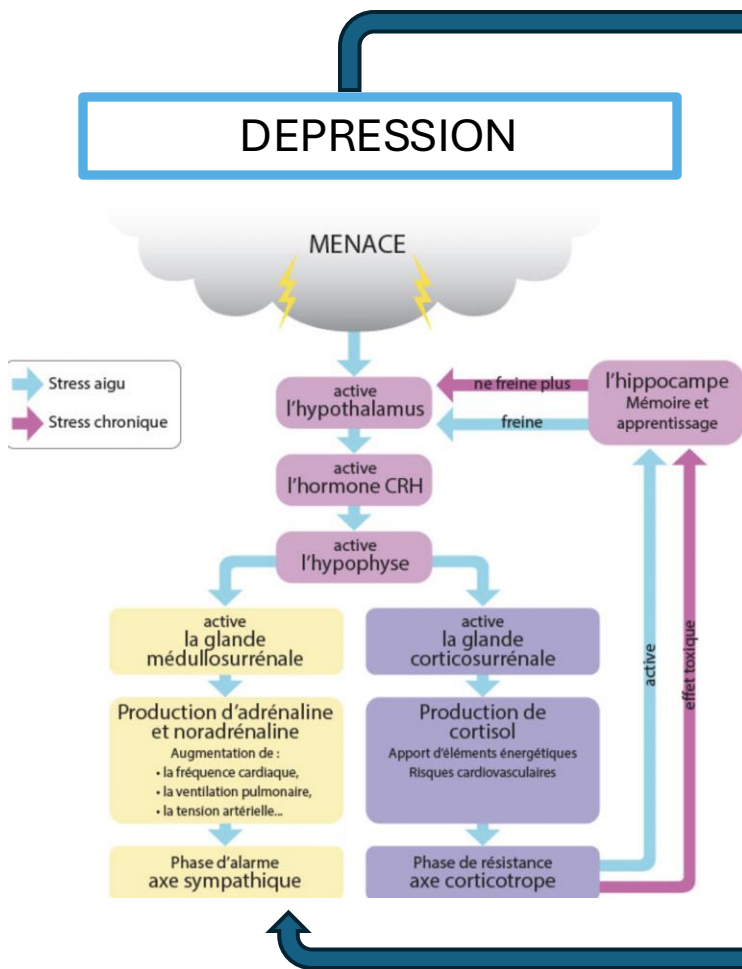 DEPRESSION
MENACE
Stress aigu
Stress chronique
active
l'hypothalamus
ne freine plus
freine
l'hippocampe
Mémoire et
apprentissage
active
l'hormone CRH
active
l'hypophyse
active
la glande
médullosurrénale
active
la glande
corticosurrénale
Production d'adrénaline
et noradrénaline
Augmentation de :
• la fréquence cardiaque,
• la ventilation pulmonaire,
• la tension artérielle...
Production de
cortisol
Apport d'éléments énergétiques
Risques cardiovasculaires
active
effet toxique
Phase d'alarme
axe sympathique
Phase de résistance
axe corticotrope